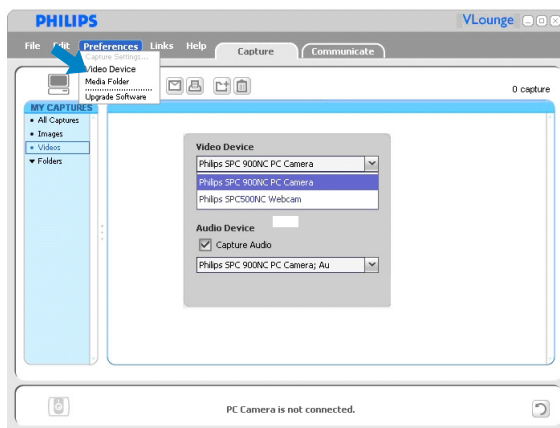 PHILIPS
VLounge
File Edit Preferences Links Help Capture Communicate
Capture Settings...
Video Device
Media Folder
Upgrade Software
0 capture
MY CAPTURES
All Captures
Images
Videos
Folders
Video Device
Philips SPC 900NC PC Camera
Philips SPC 900NC PC Camera
Philips SPC500NC Webcam
Audio Device
Capture Audio
Philips SPC 900NC PC Camera; Au
PC Camera is not connected.